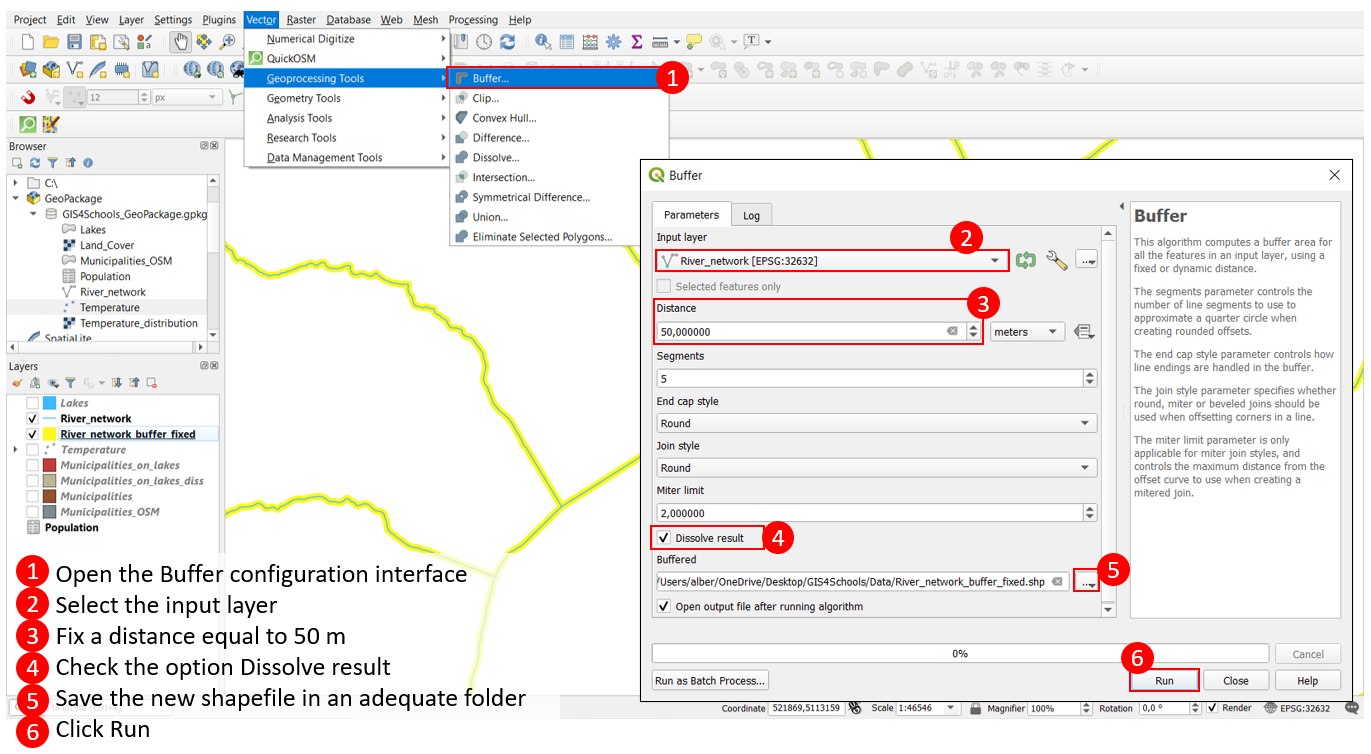 Project Edit View Layer Settings Plugins Vector Raster Database Web Mesh Processing Help
Numerical Digitize
QuickOSM
Geoprocessing Tools
Geometry Tools
Analysis Tools
Research Tools
Data Management Tools
Buffer...
1
Clip...
Convex Hull...
Difference...
Dissolve...
Intersection...
Symmetrical Difference...
Union...
Eliminate Selected Polygons...
12
px
Browser
C:\
GeoPackage
GIS4Schools_GeoPackage.gpkg
Lakes
Land_Cover
Municipalities_OSM
Population
River_network
Temperature
Temperature_distribution
SpatiaLite
Layers
Lakes
River_network
River_network_buffer_fixed
Temperature
Municipalities_on_lakes
Municipalities_on_lakes_diss
Municipalities
Municipalities_OSM
Population
Buffer
Parameters Log
Input layer
2
River_network [EPSG:32632]
Selected features only
Distance
3
50,000000
meters
Segments
5
End cap style
Round
Join style
Round
Miter limit
2,000000
Dissolve result
4
Buffered
/Users/alber/OneDrive/Desktop/GIS4Schools/Data/River_network_buffer_fixed.shp
...
5
Open output file after running algorithm
0%
Cancel
6
Run as Batch Process...
Run
Close
Help
Buffer
This algorithm computes a buffer area for
all the features in an input layer, using a
fixed or dynamic distance.
The segments parameter controls the
number of line segments to use to
approximate a quarter circle when
creating rounded offsets.
The end cap style parameter controls how
line endings are handled in the buffer.
The join style parameter specifies whether
round, miter or beveled joins should be
used when offsetting corners in a line.
The miter limit parameter is only
applicable for miter join styles, and
controls the maximum distance from the
offset curve to use when creating a
mitered join.
1 Open the Buffer configuration interface
2 Select the input layer
3 Fix a distance equal to 50 m
4 Check the option Dissolve result
5 Save the new shapefile in an adequate folder
6 Click Run
Coordinate 521869,5113159 Scale 1:46546 Magnifier 100% Rotation 0,0 ° Render EPSG:32632